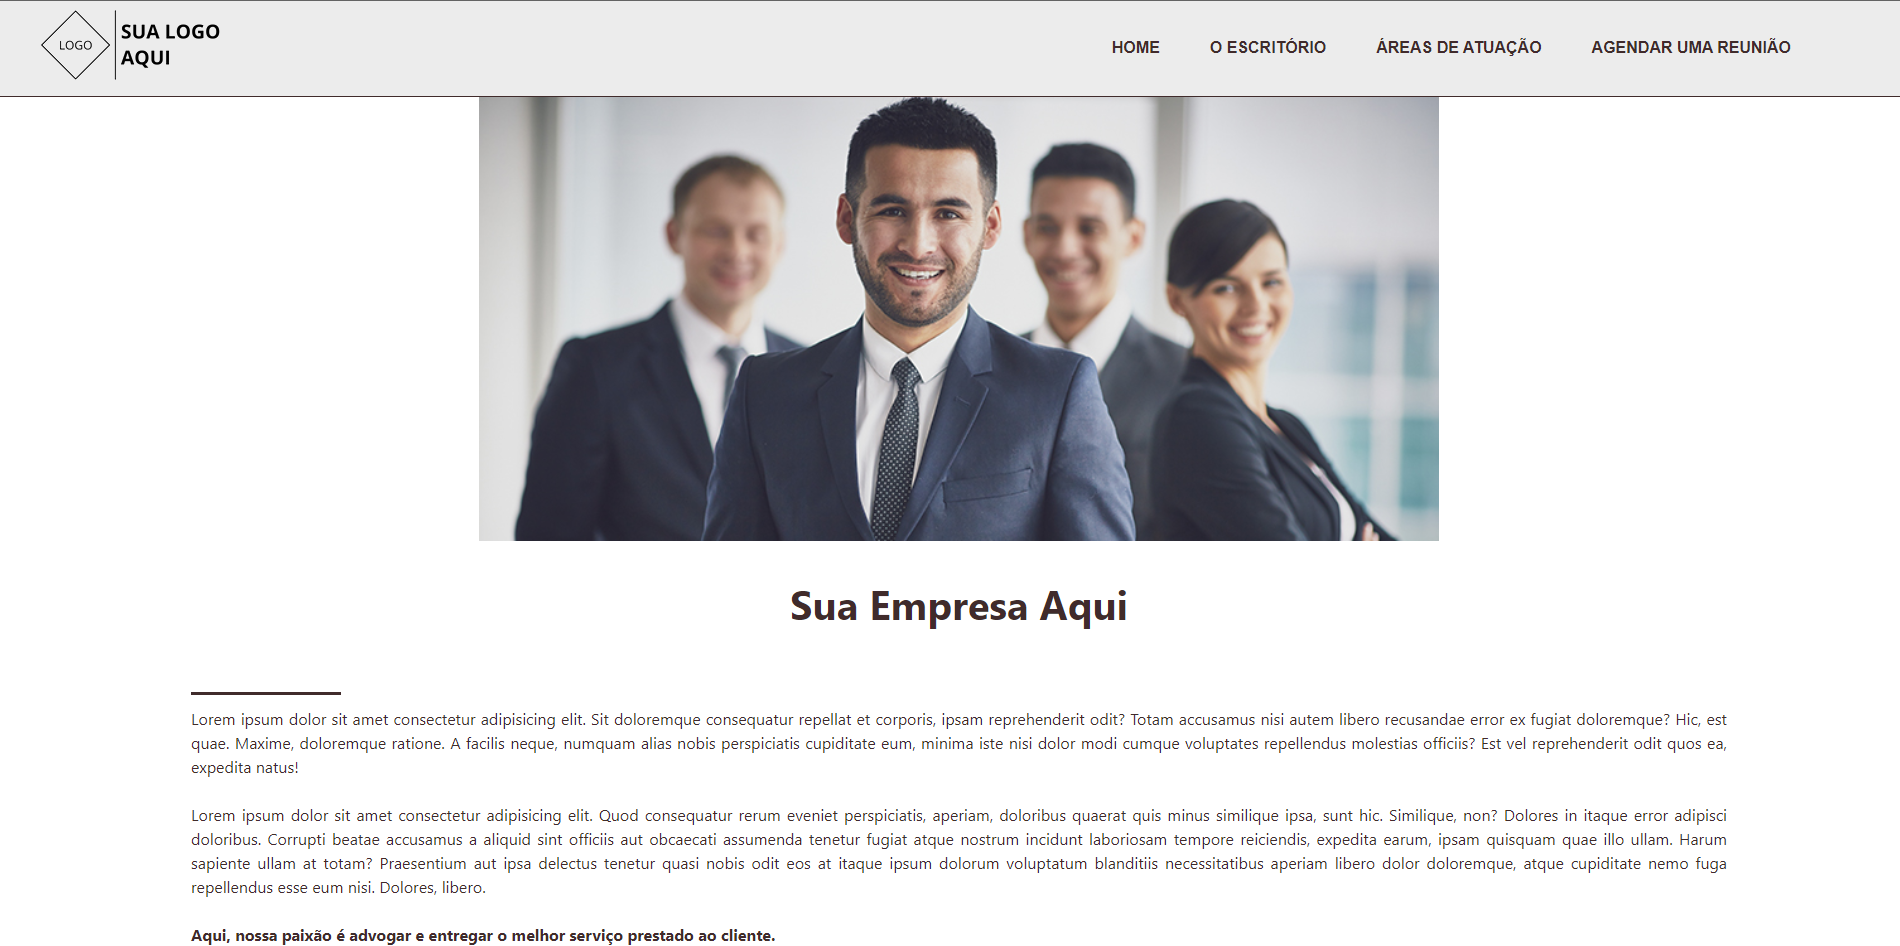 LOGO
SUA LOGO
AQUI
HOME O ESCRITÓRIO ÁREAS DE ATUAÇÃO AGENDAR UMA REUNIÃO
Sua Empresa Aqui
Lorem ipsum dolor sit amet consectetur adipisicing elit. Sit doloremque consequatur repellat et corporis, ipsam reprehenderit odit? Totam accusamus nisi autem libero recusandae error ex fugiat doloremque? Hic, est
quae. Maxime, doloremque ratione. A facilis neque, numquam alias nobis perspiciatis cupiditate eum, minima iste nisi dolor modi cumque voluptates repellendus molestias officiis? Est vel reprehenderit odit quos ea,
expedita natus!
Lorem ipsum dolor sit amet consectetur adipisicing elit. Quod consequatur rerum eveniet perspiciatis, aperiam, doloribus quaerat quis minus similique ipsa, sunt hic. Similique, non? Dolores in itaque error adipisci
doloribus. Corrupti beatae accusamus a aliquid sint officiis aut obcaecati assumenda tenetur fugiat atque nostrum incidunt laboriosam tempore reiciendis, expedita earum, ipsam quisquam quae illo ullam. Harum
sapiente ullam at totam? Praesentium aut ipsa delectus tenetur quasi nobis odit eos at itaque ipsum dolorum voluptatum blanditiis necessitatibus aperiam libero dolor doloremque, atque cupiditate nemo fuga
repellendus esse eum nisi. Dolores, libero.
Aqui, nossa paixão é advogar e entregar o melhor serviço prestado ao cliente.